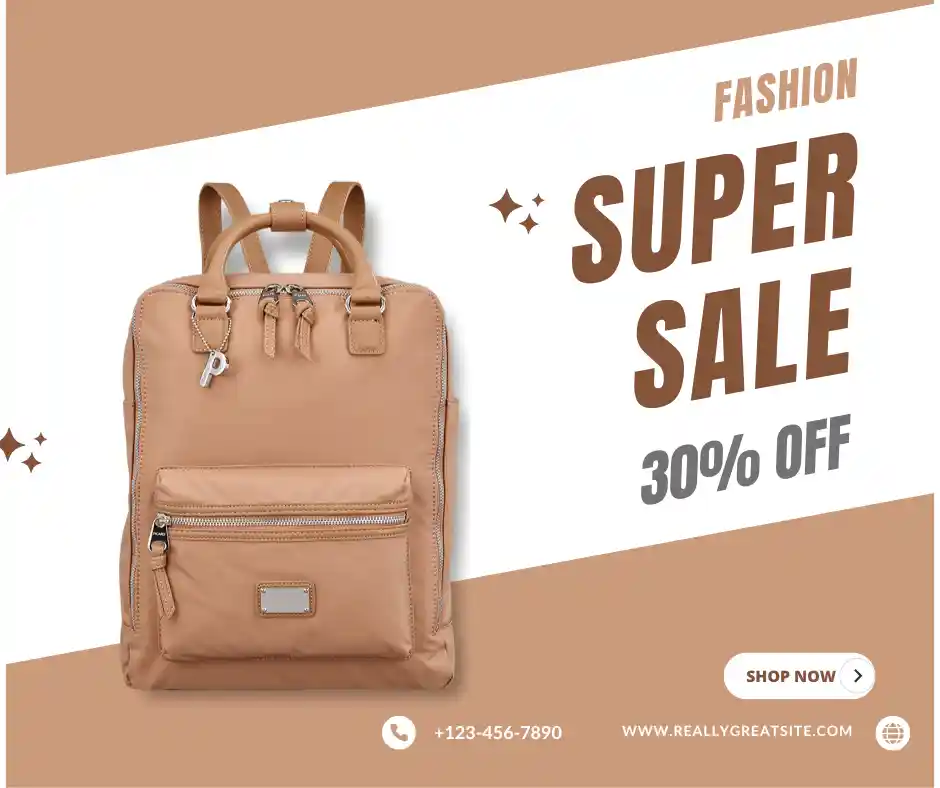 FASHION
SUPER
SALE
30% OFF
P
SHOP NOW
+123-456-7890
WWW.REALLYGREATSITE.COM